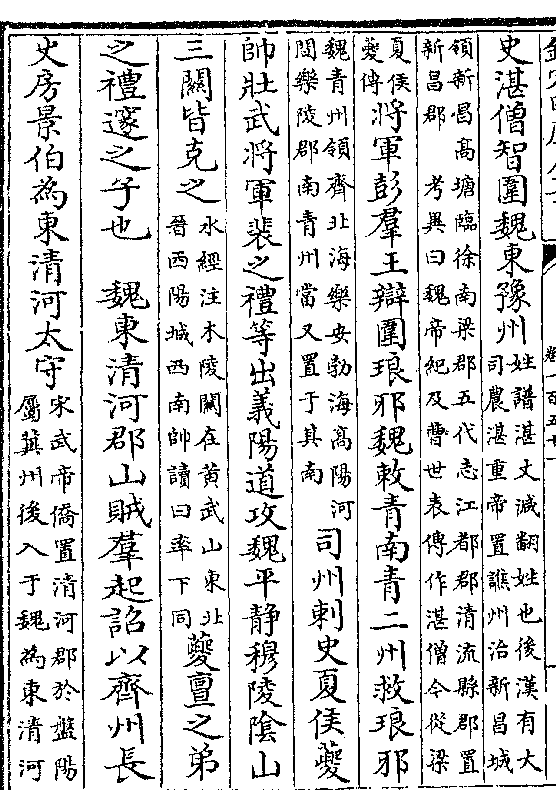 史湛僧智圍魏東豫州
姓譜湛丈減翻姓也後漢有大
司農湛重帝置譙州治新昌城
領新昌高塘臨徐南梁郡五代志江都郡清流縣郡置
新昌郡　考異曰魏帝紀及曹世表傳作湛僧今從梁
夏侯
夔傳
將軍彭羣王辯圍琅邪魏敕青南青二州救琅邪
魏青州領齊北海樂安勃海高陽河
閒樂陵郡南青州當又置于其南
司州刺史夏侯夔
帥壯武將軍裴之禮等出義陽道攻魏平静穆陵陰山
三關皆克之
水經注木陵關在黄武山東北
晉西陽城西南帥讀曰率下同
夔亶之弟
之禮邃之子也　魏東清河郡山賊羣起詔以齊州長
史房景伯為東清河太守
宋武帝僑置清河郡於盤陽
屬冀州後入于魏為東清河